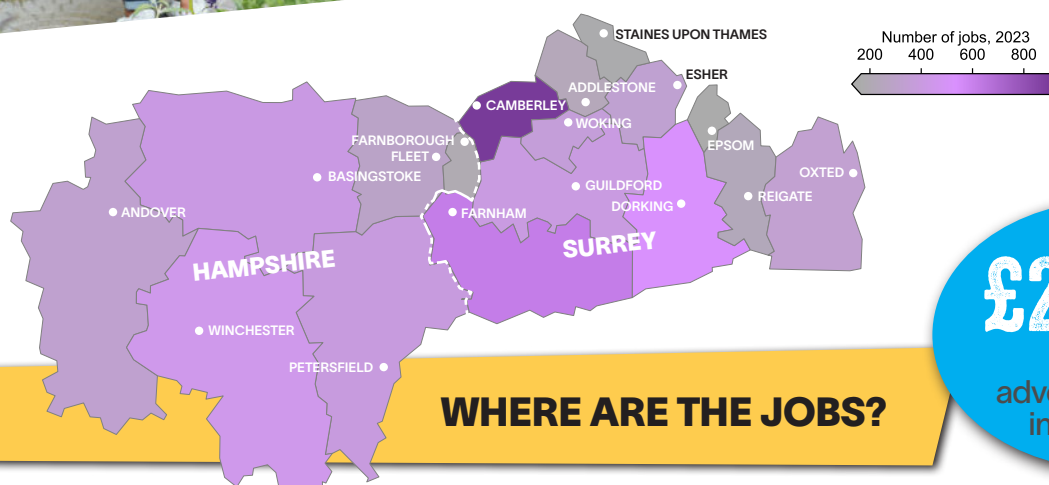 Number of jobs, 2023
200 400 600 800
STAINES UPON THAMES
ESHER
ADDLESTONE
CAMBERLEY
WOKING
FARNBOROUGH
FLEET
EPSOM
BASINGSTOKE
OXTED
GUILDFORD
REIGATE
DORKING
ANDOVER
FARNHAM
SURREY
HAMPSHIRE
WINCHESTER
PETERSFIELD
WHERE ARE THE JOBS?
£2
adv
in